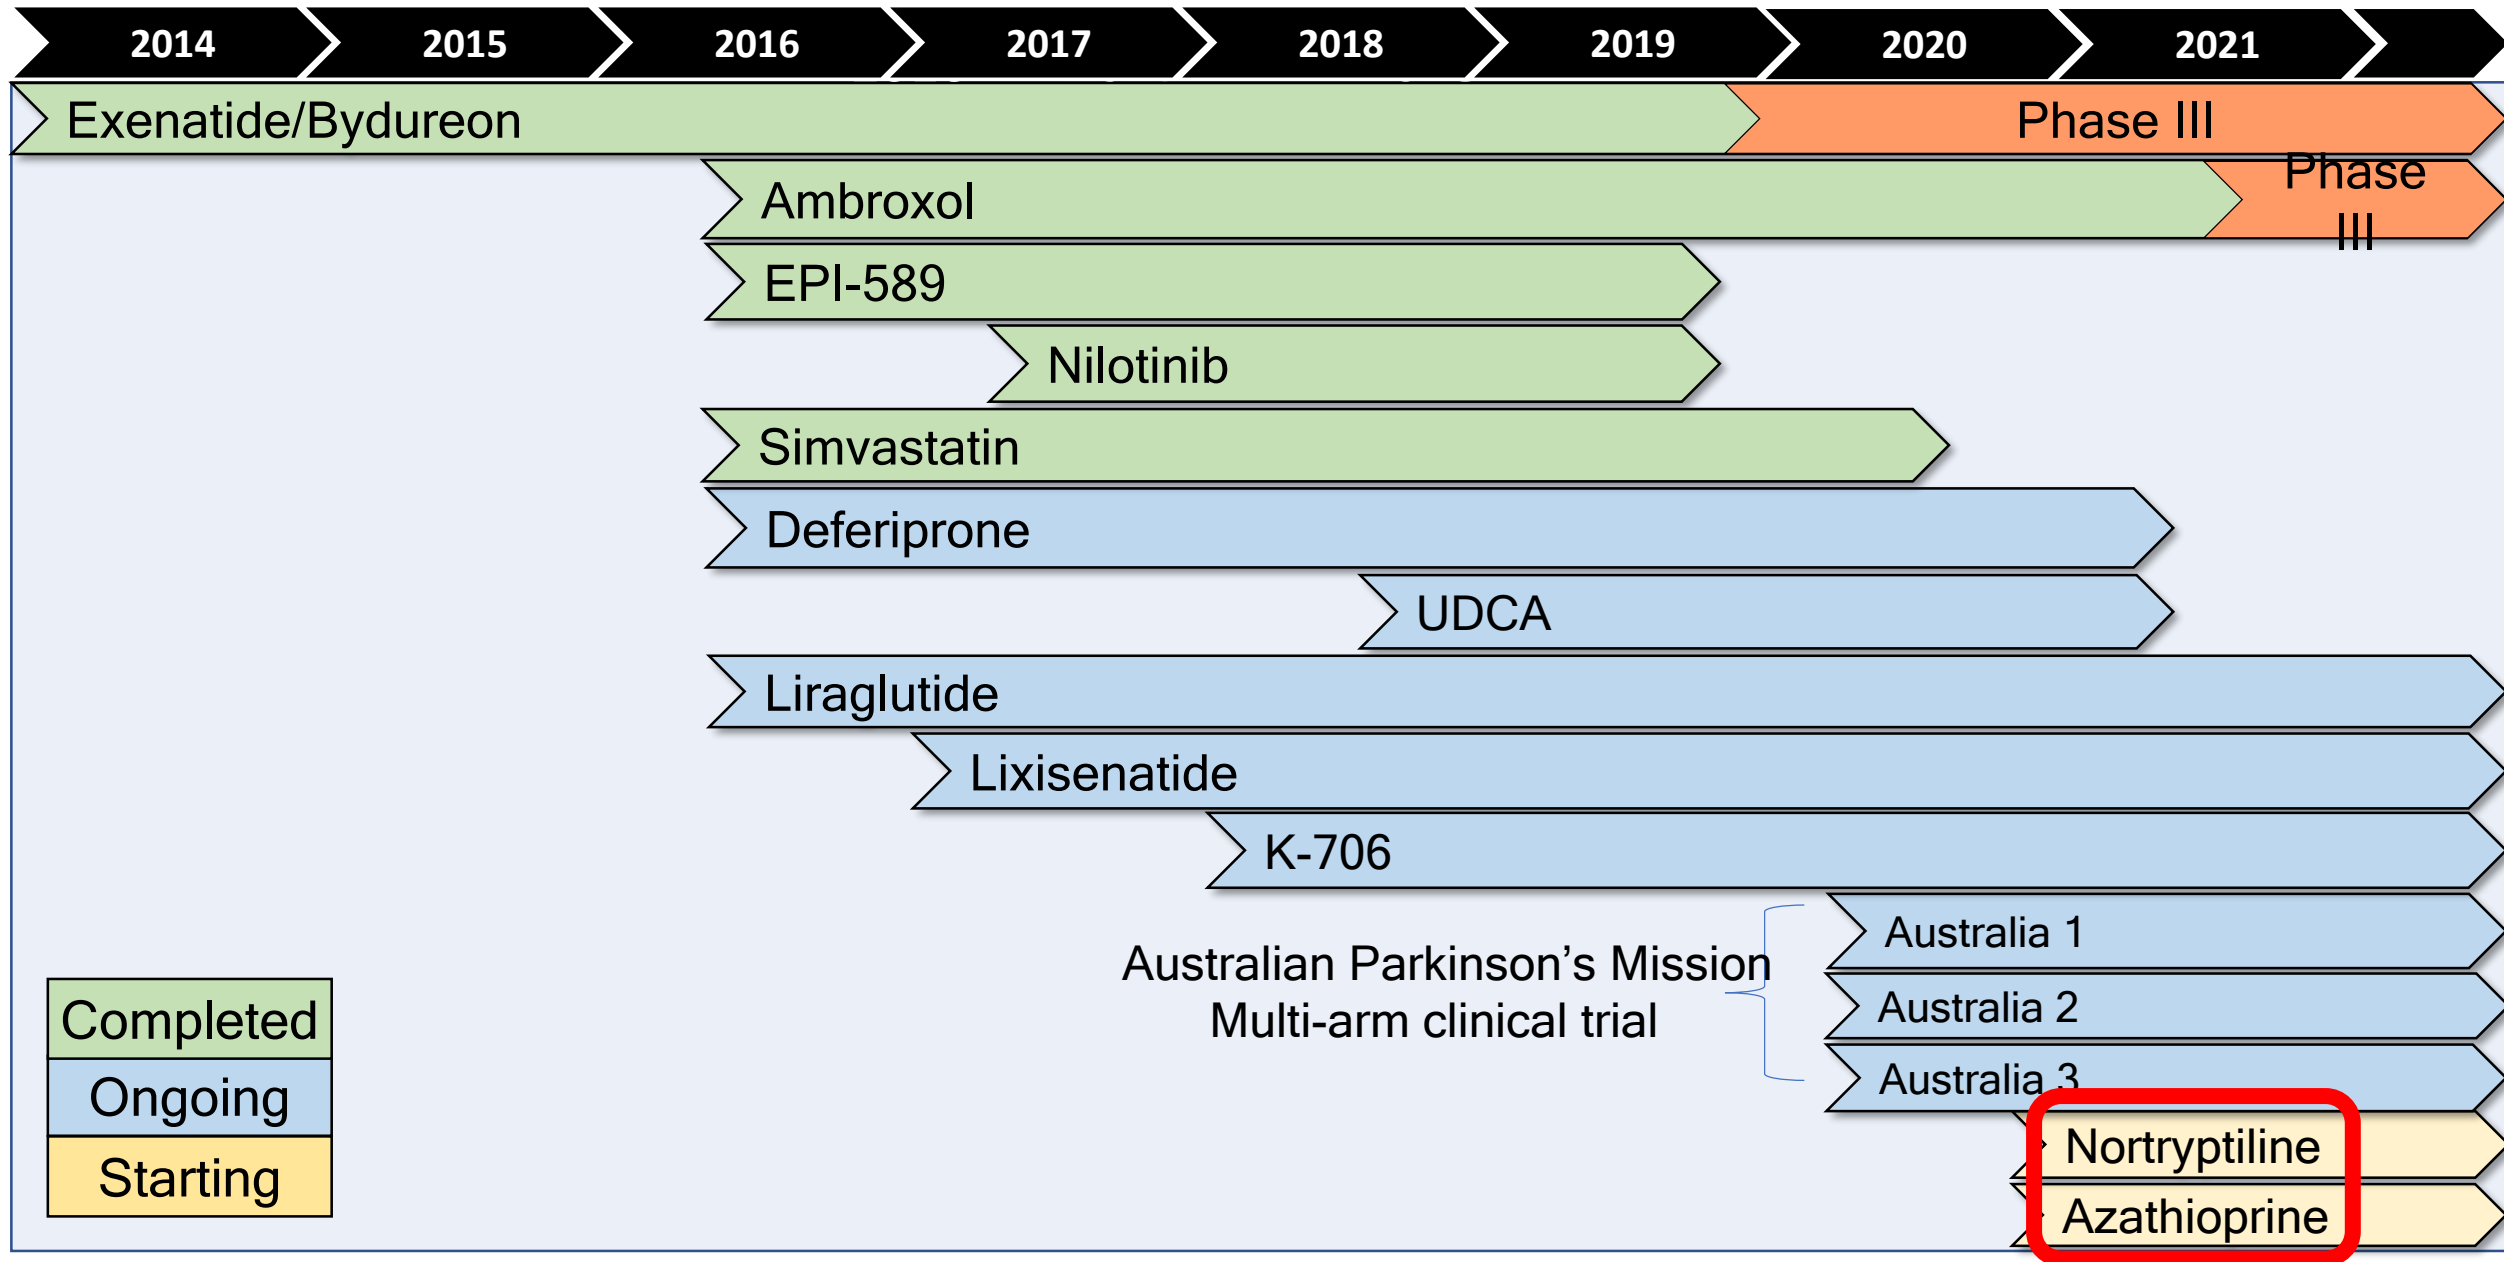 2014 2015 2016 2017 2018 2019 2020 2021
Exenatide/Bydureon Phase III
Ambroxol Phase
III
EPI-589
Nilotinib
Simvastatin
Deferiprone
UDCA
Liraglutide
Lixisenatide
K-706
Australia 1
Australian Parkinson’s Mission
Multi-arm clinical trial
Australia 2
Australia 3
Nortryptiline
Azathioprine
Completed
Ongoing
Starting